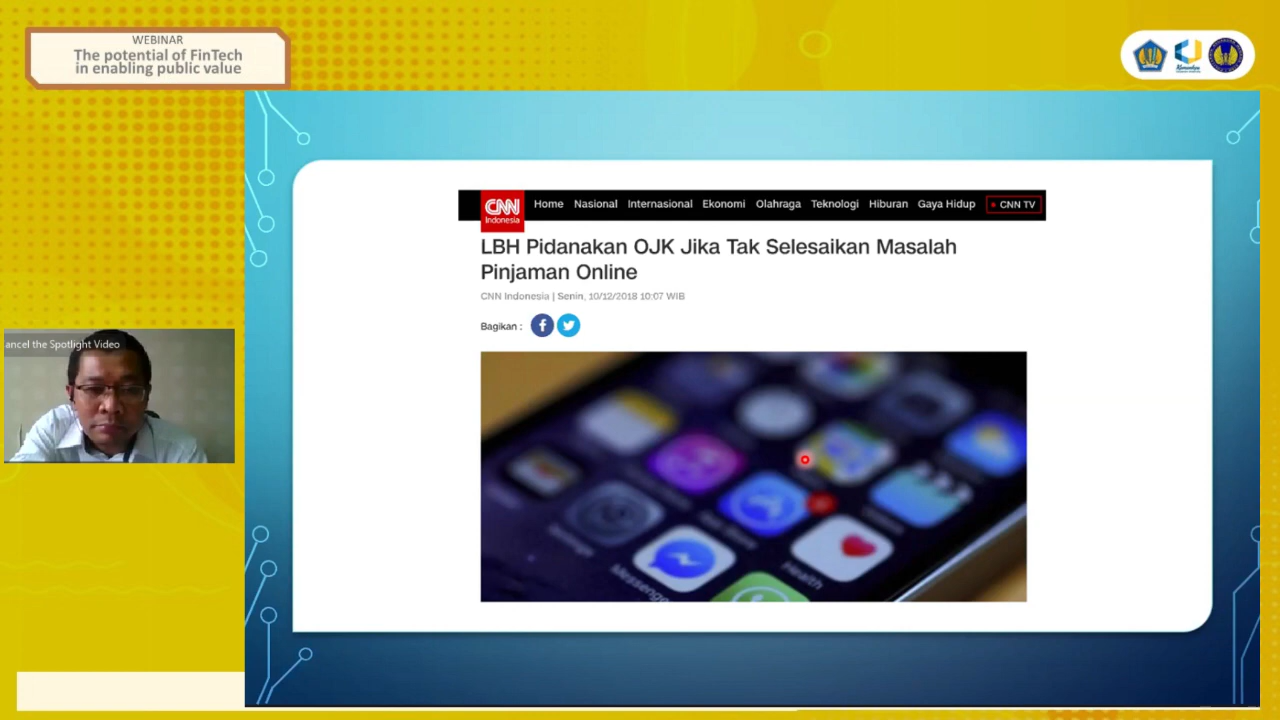 WEBINAR
The potential of FinTech
in enabling public value
CNN
Indonesia
Home Nasional Internasional Ekonomi Olahraga Teknologi Hiburan Gaya Hidup CNN TV
LBH Pidanakan OJK Jika Tak Selesaikan Masalah
Pinjaman Online
CNN Indonesia | Senin, 10/12/2018 10:07 WIB
Bagikan :
ancel the Spotlight Video
Messenge
Health